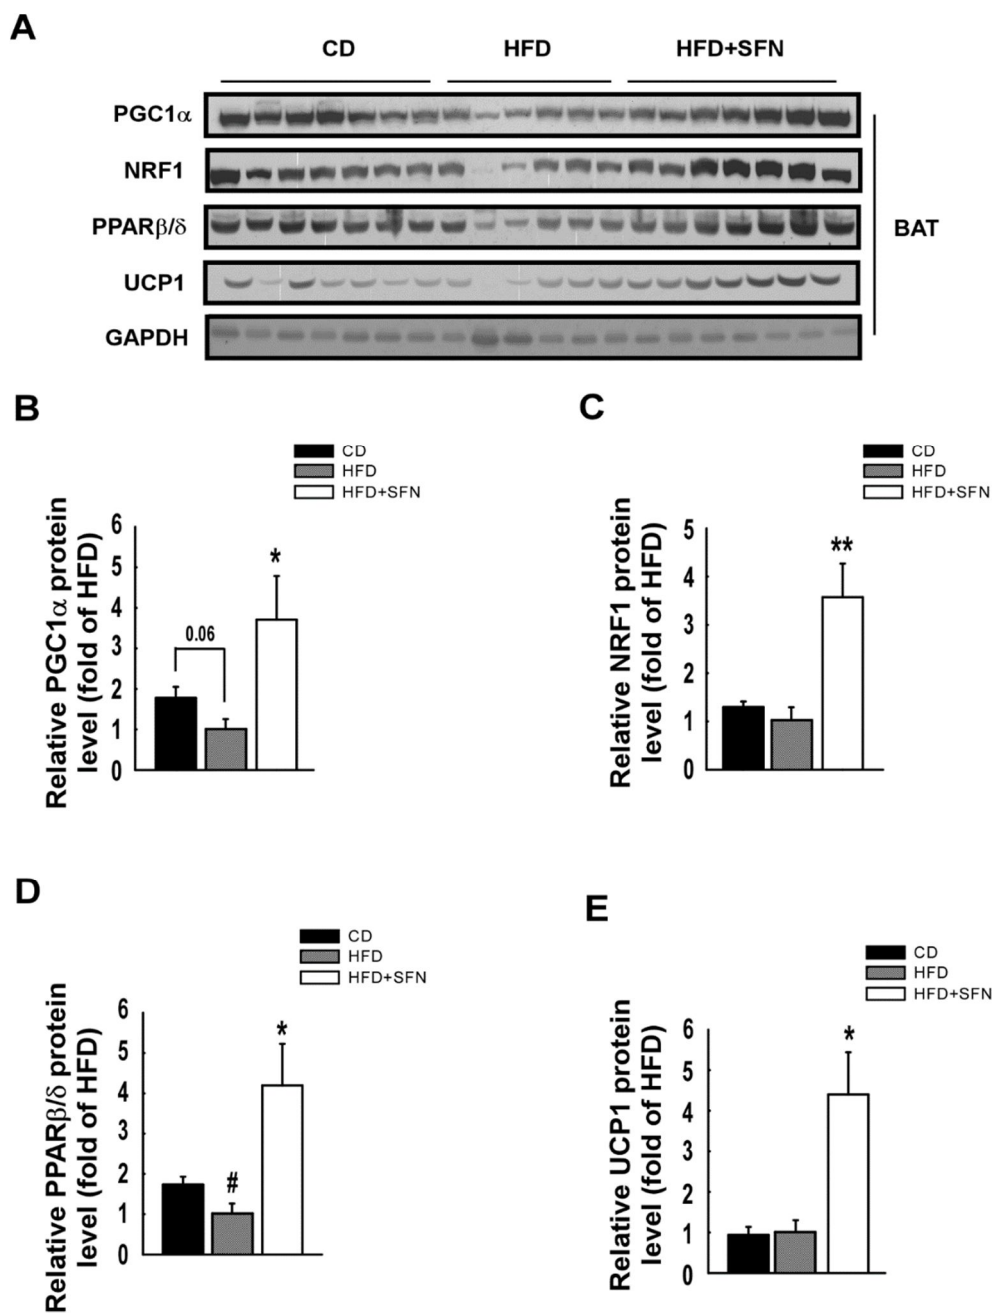 A
CD HFD HFD+SFN
PGC1α
NRF1
PPARβ/δ
UCP1
GAPDH
BAT
B
CD
HFD
HFD+SFN
Relative PGC1α protein
level (fold of HFD)
6
5
4
3
2
1
0
0.06
*
C
CD
HFD
HFD+SFN
Relative NRF1 protein
level (fold of HFD)
5
4
3
2
1
0
**
D
CD
HFD
HFD+SFN
Relative PPARβ/δ protein
level (fold of HFD)
6
5
4
3
2
1
0
#
*
E
CD
HFD
HFD+SFN
Relative UCP1 protein
level (fold of HFD)
6
5
4
3
2
1
0
*